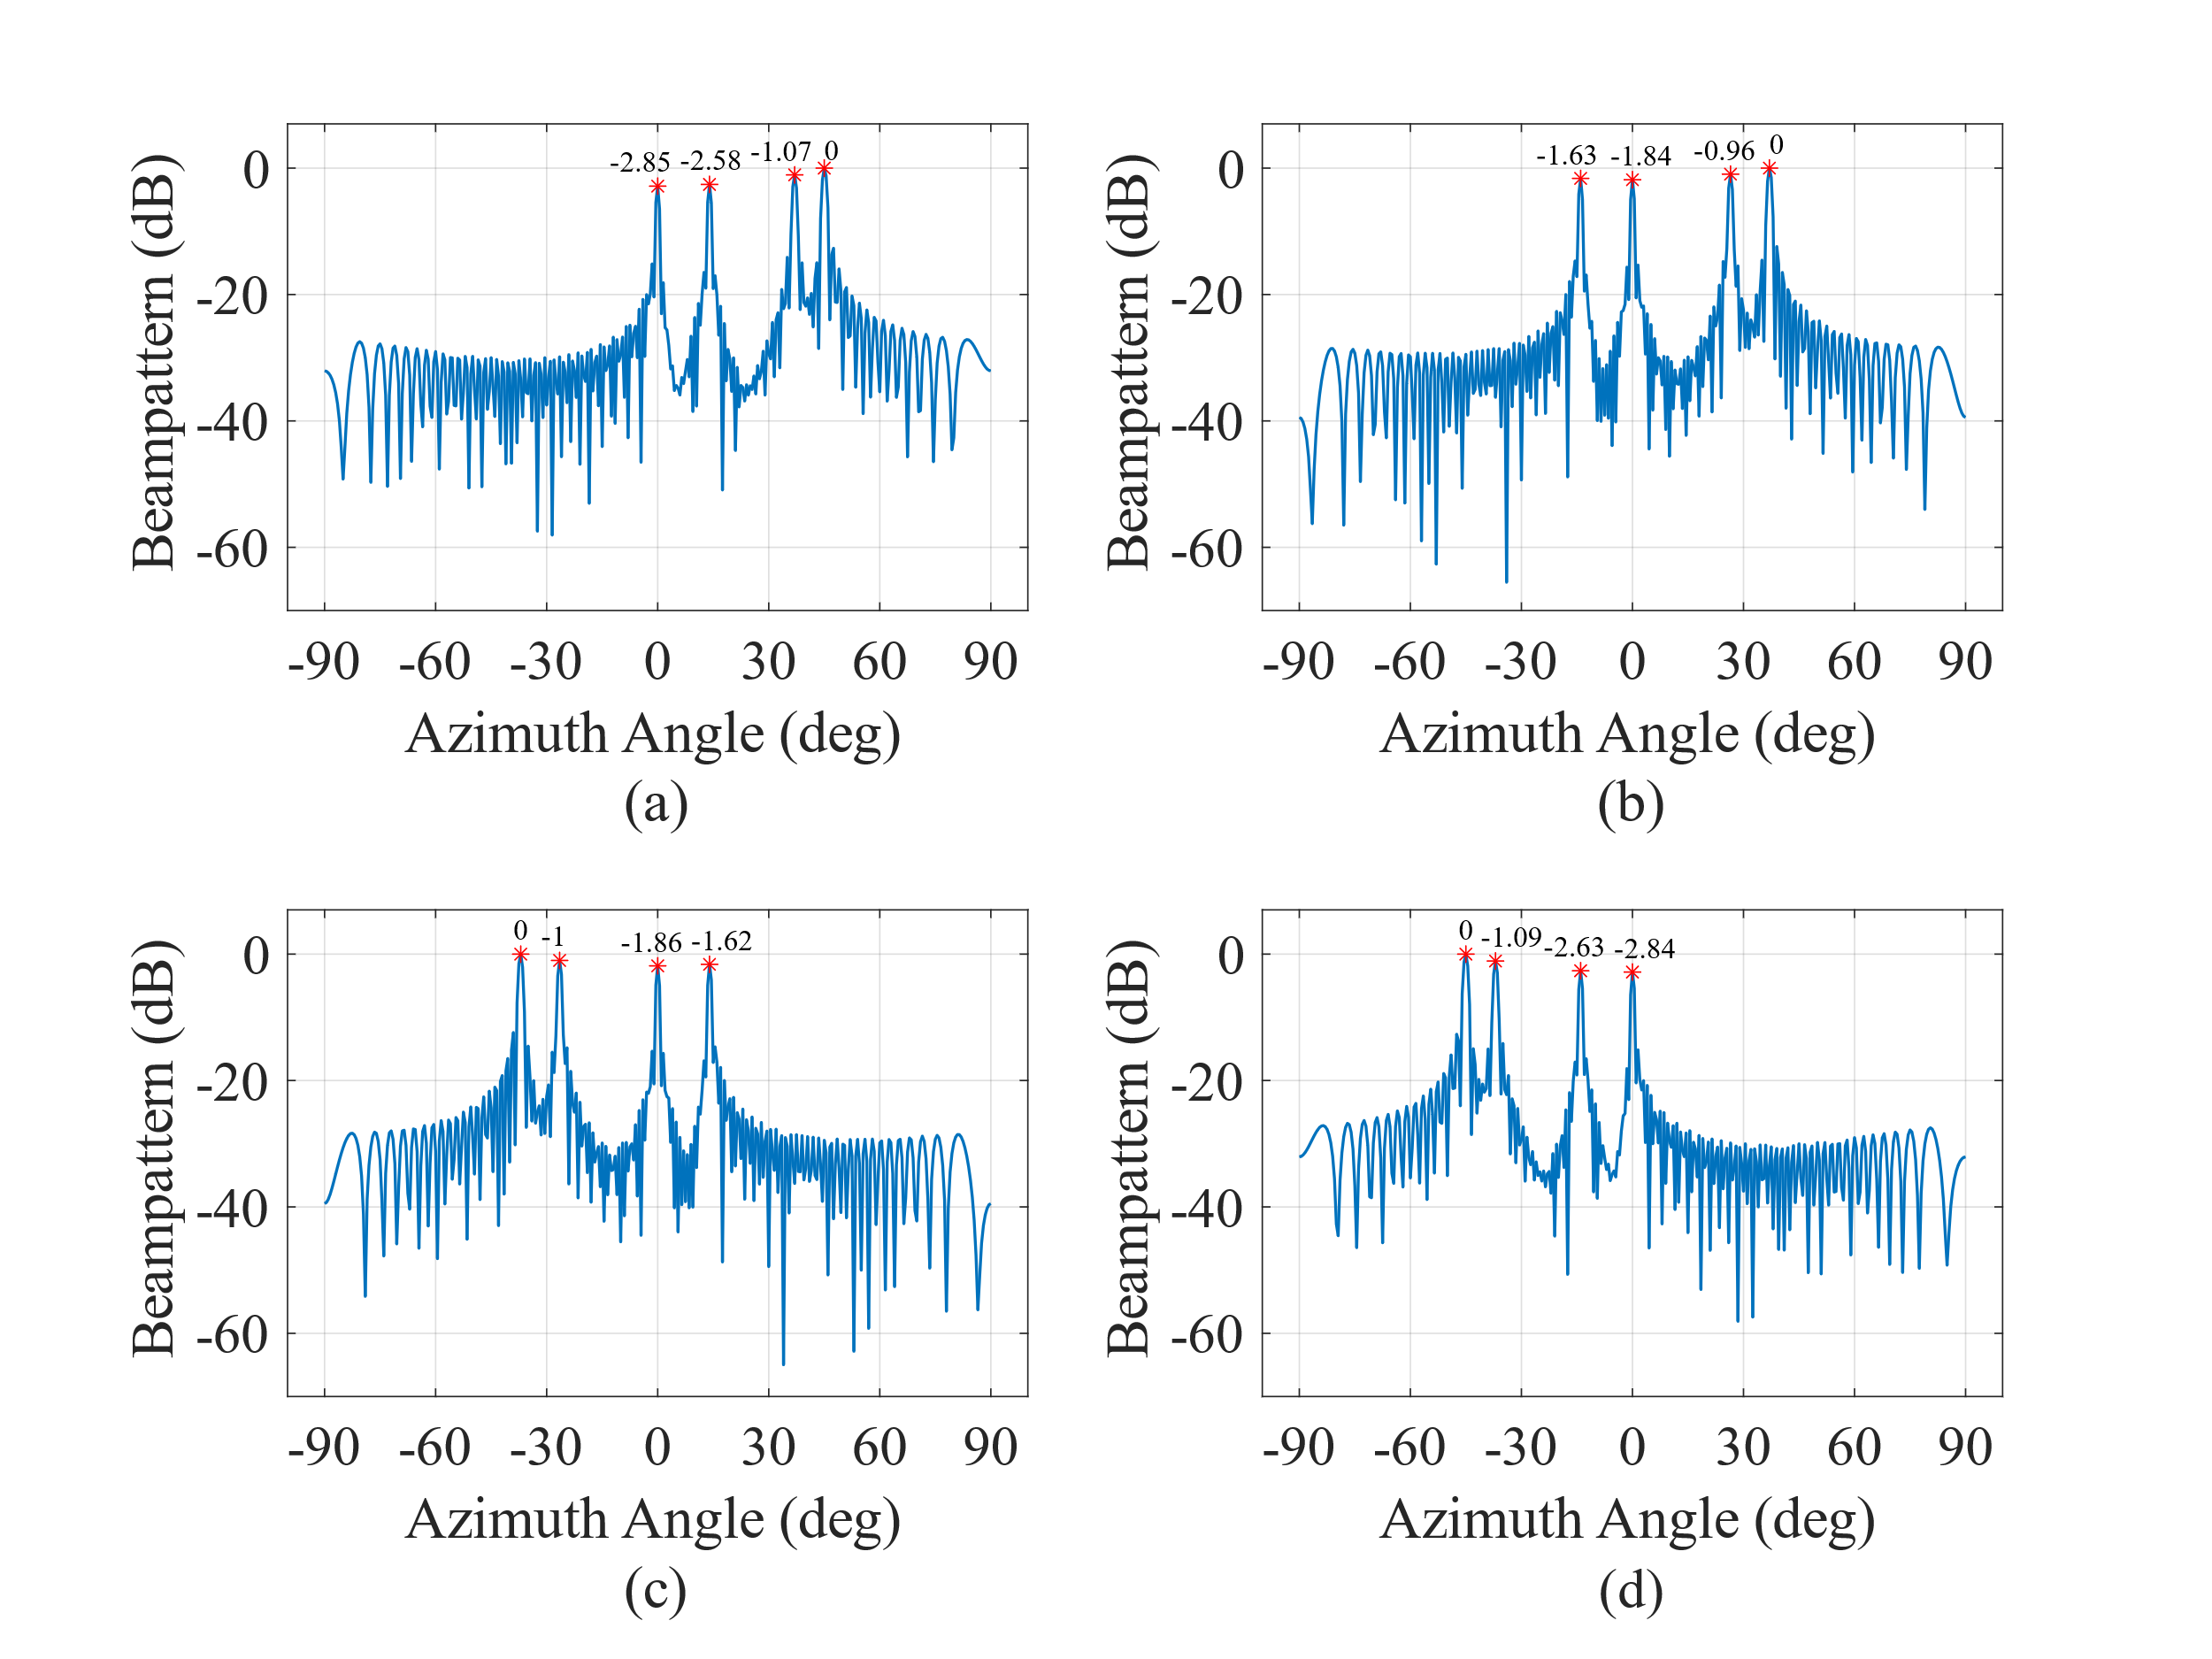 -2.85 -2.58 -1.07 0
0
-20
-40
-60
Beampattern (dB)
-90 -60 -30 0 30 60 90
Azimuth Angle (deg)
(a)
-1.63 -1.84 -0.96 0
0
-20
-40
-60
Beampattern (dB)
-90 -60 -30 0 30 60 90
Azimuth Angle (deg)
(b)
0 -1 -1.86 -1.62
0
-20
-40
-60
Beampattern (dB)
-90 -60 -30 0 30 60 90
Azimuth Angle (deg)
(c)
0 -1.09 -2.63 -2.84
0
-20
-40
-60
Beampattern (dB)
-90 -60 -30 0 30 60 90
Azimuth Angle (deg)
(d)